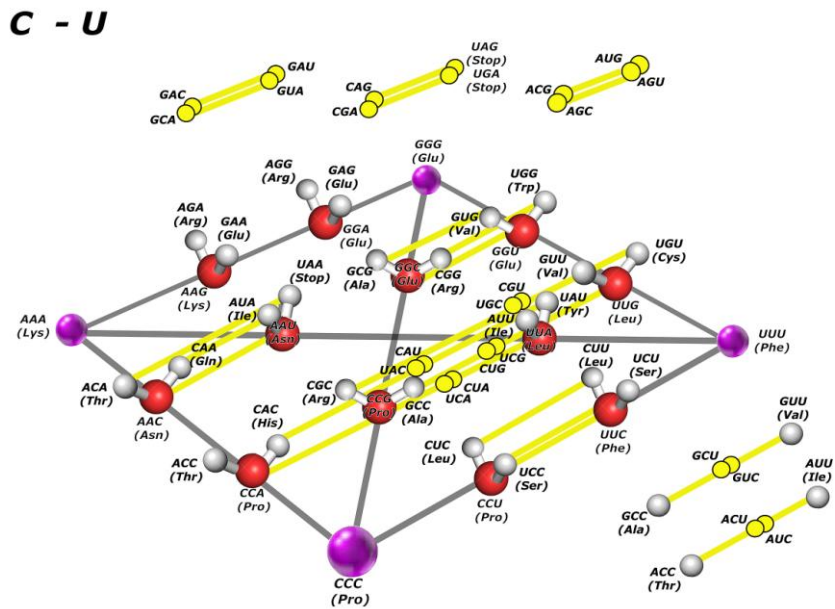 C - U
UAG
(Stop)
GAU
GUA
GAC
GCA
CAG
CGA
UGA
(Stop)
AUG
AGU
ACG
AGC
GGG
(Glu)
AGG
(Arg)
GAG
(Glu)
UGG
(Trp)
AGA
(Arg)
GAA
(Glu)
GGA
(Glu)
GUG
(Val)
GGU
(Glu)
GUU
(Val)
UGU
(Cys)
GCG
(Ala)
GGC
Glu
CGG
(Arg)
AAG
(Lys)
UAA
(Stop)
AUA
(Ile)
CGU
UGC
UAU
(Tyr)
UUG
(Leu)
AAA
(Lys)
AAU
Asn
AUU
(Ile)
UUA
Leu
UUU
(Phe)
CAA
(Gln)
CAU
UAC
UCG
CUG
CUU
(Leu)
UCU
(Ser)
ACA
(Thr)
CUA
UCA
CGC
(Arg)
CCG
Pro
GCC
(Ala)
AAC
(Asn)
CAC
(His)
UUC
(Phe)
GUU
(Val)
CUC
(Leu)
ACC
(Thr)
UCC
(Ser)
GCU
GUC
CCA
(Pro)
CCU
(Pro)
AUU
(Ile)
GCC
(Ala)
ACU
AUC
ACC
(Thr)
CCC
(Pro)